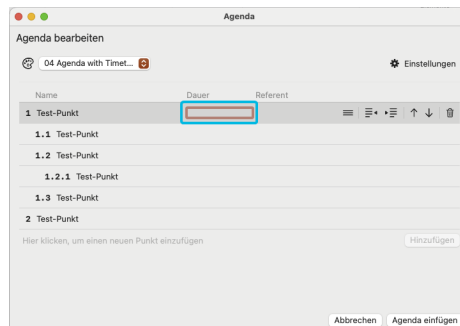 Agenda
Agenda bearbeiten
04 Agenda with Timet...
Einstellungen
Name Dauer Referent
1 Test-Punkt
1.1 Test-Punkt
1.2 Test-Punkt
1.2.1 Test-Punkt
1.3 Test-Punkt
2 Test-Punkt
Hier klicken, um einen neuen Punkt einzufügen Hinzufügen
Abbrechen Agenda einfügen